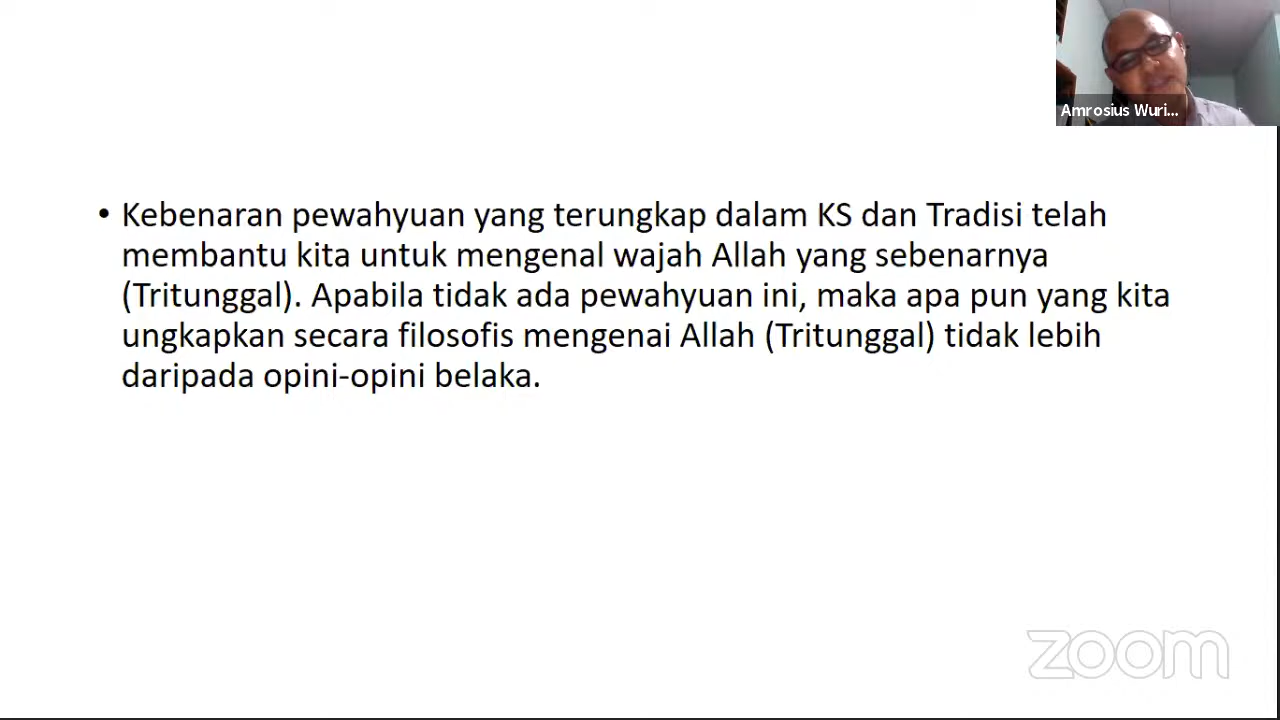 Amrosius Wuri...
• Kebenaran pewahyuan yang terungkap dalam KS dan Tradisi telah
membantu kita untuk mengenal wajah Allah yang sebenarnya
(Tritunggal). Apabila tidak ada pewahyuan ini, maka apa pun yang kita
ungkapkan secara filosofis mengenai Allah (Tritunggal) tidak lebih
daripada opini-opini belaka.
zoom